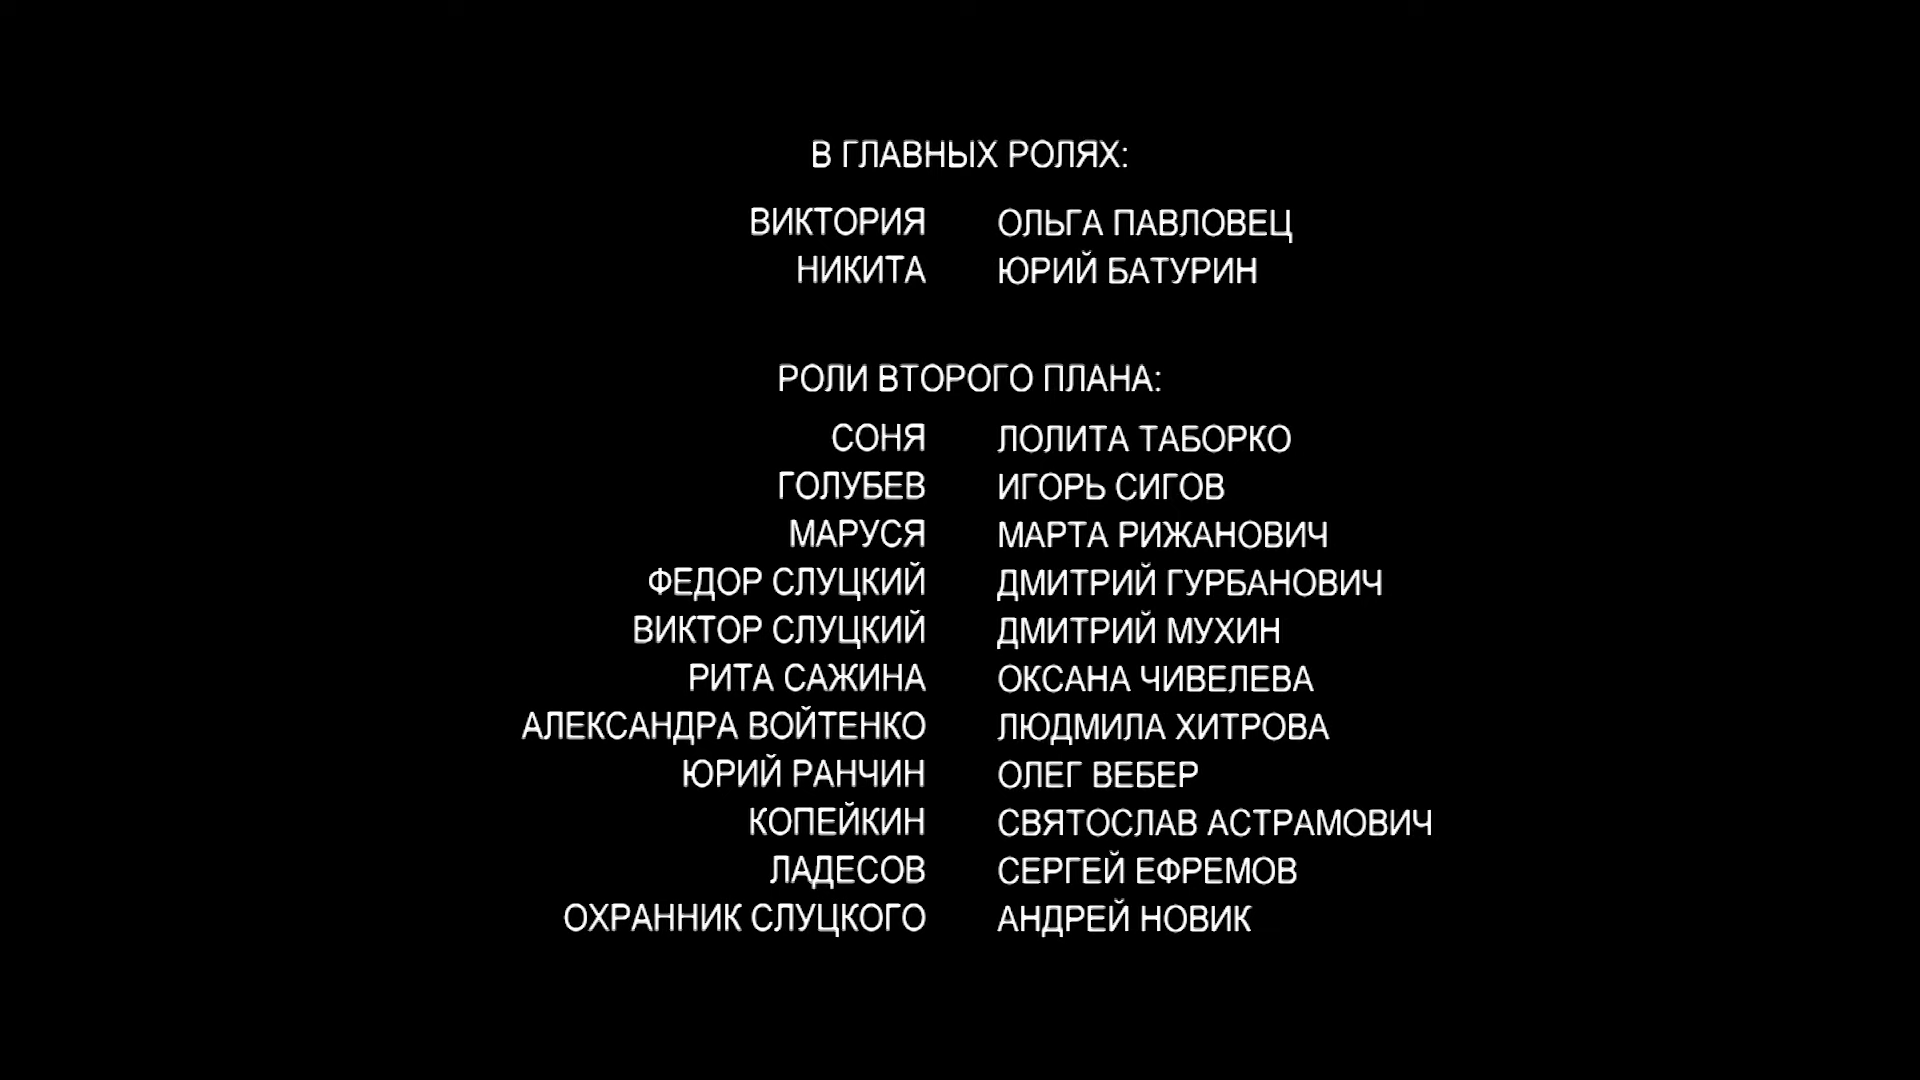 В ГЛАВНЫХ РОЛЯХ:
ВИКТОРИЯ ОЛЬГА ПАВЛОВЕЦ
НИКИТА ЮРИЙ БАТУРИН
РОЛИ ВТОРОГО ПЛАНА:
СОНЯ ЛОЛИТА ТАБОРКО
ГОЛУБЕВ ИГОРЬ СИГОВ
МАРУСЯ МАРТА РИЖАНОВИЧ
ФЕДОР СЛУЦКИЙ ДМИТРИЙ ГУРБАНОВИЧ
ВИКТОР СЛУЦКИЙ ДМИТРИЙ МУХИН
РИТА САЖИНА ОКСАНА ЧИВЕЛЕВА
АЛЕКСАНДРА ВОЙТЕНКО ЛЮДМИЛА ХИТРОВА
ЮРИЙ РАНЧИН ОЛЕГ ВЕБЕР
КОПЕЙКИН СВЯТОСЛАВ АСТРАМОВИЧ
ЛАДЕСОВ СЕРГЕЙ ЕФРЕМОВ
ОХРАННИК СЛУЦКОГО АНДРЕЙ НОВИК